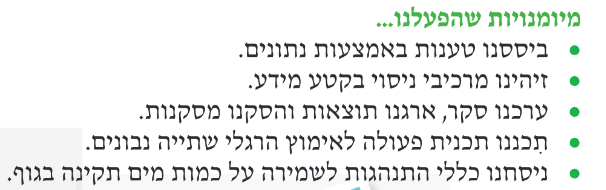 מיומנויות שהפעלנו...
• ביססנו טענות באמצעות נתונים.
• זיהינו מרכיבי ניסוי בקטע מידע.
• ערכנו סקר, ארגנו תוצאות והסקנו מסקנות.
• תִכננו תכנית פעולה לאימוץ הרגלי שתייה נבונים.
• ניסחנו כללי התנהגות לשמירה על כמות מים תקינה בגוף.